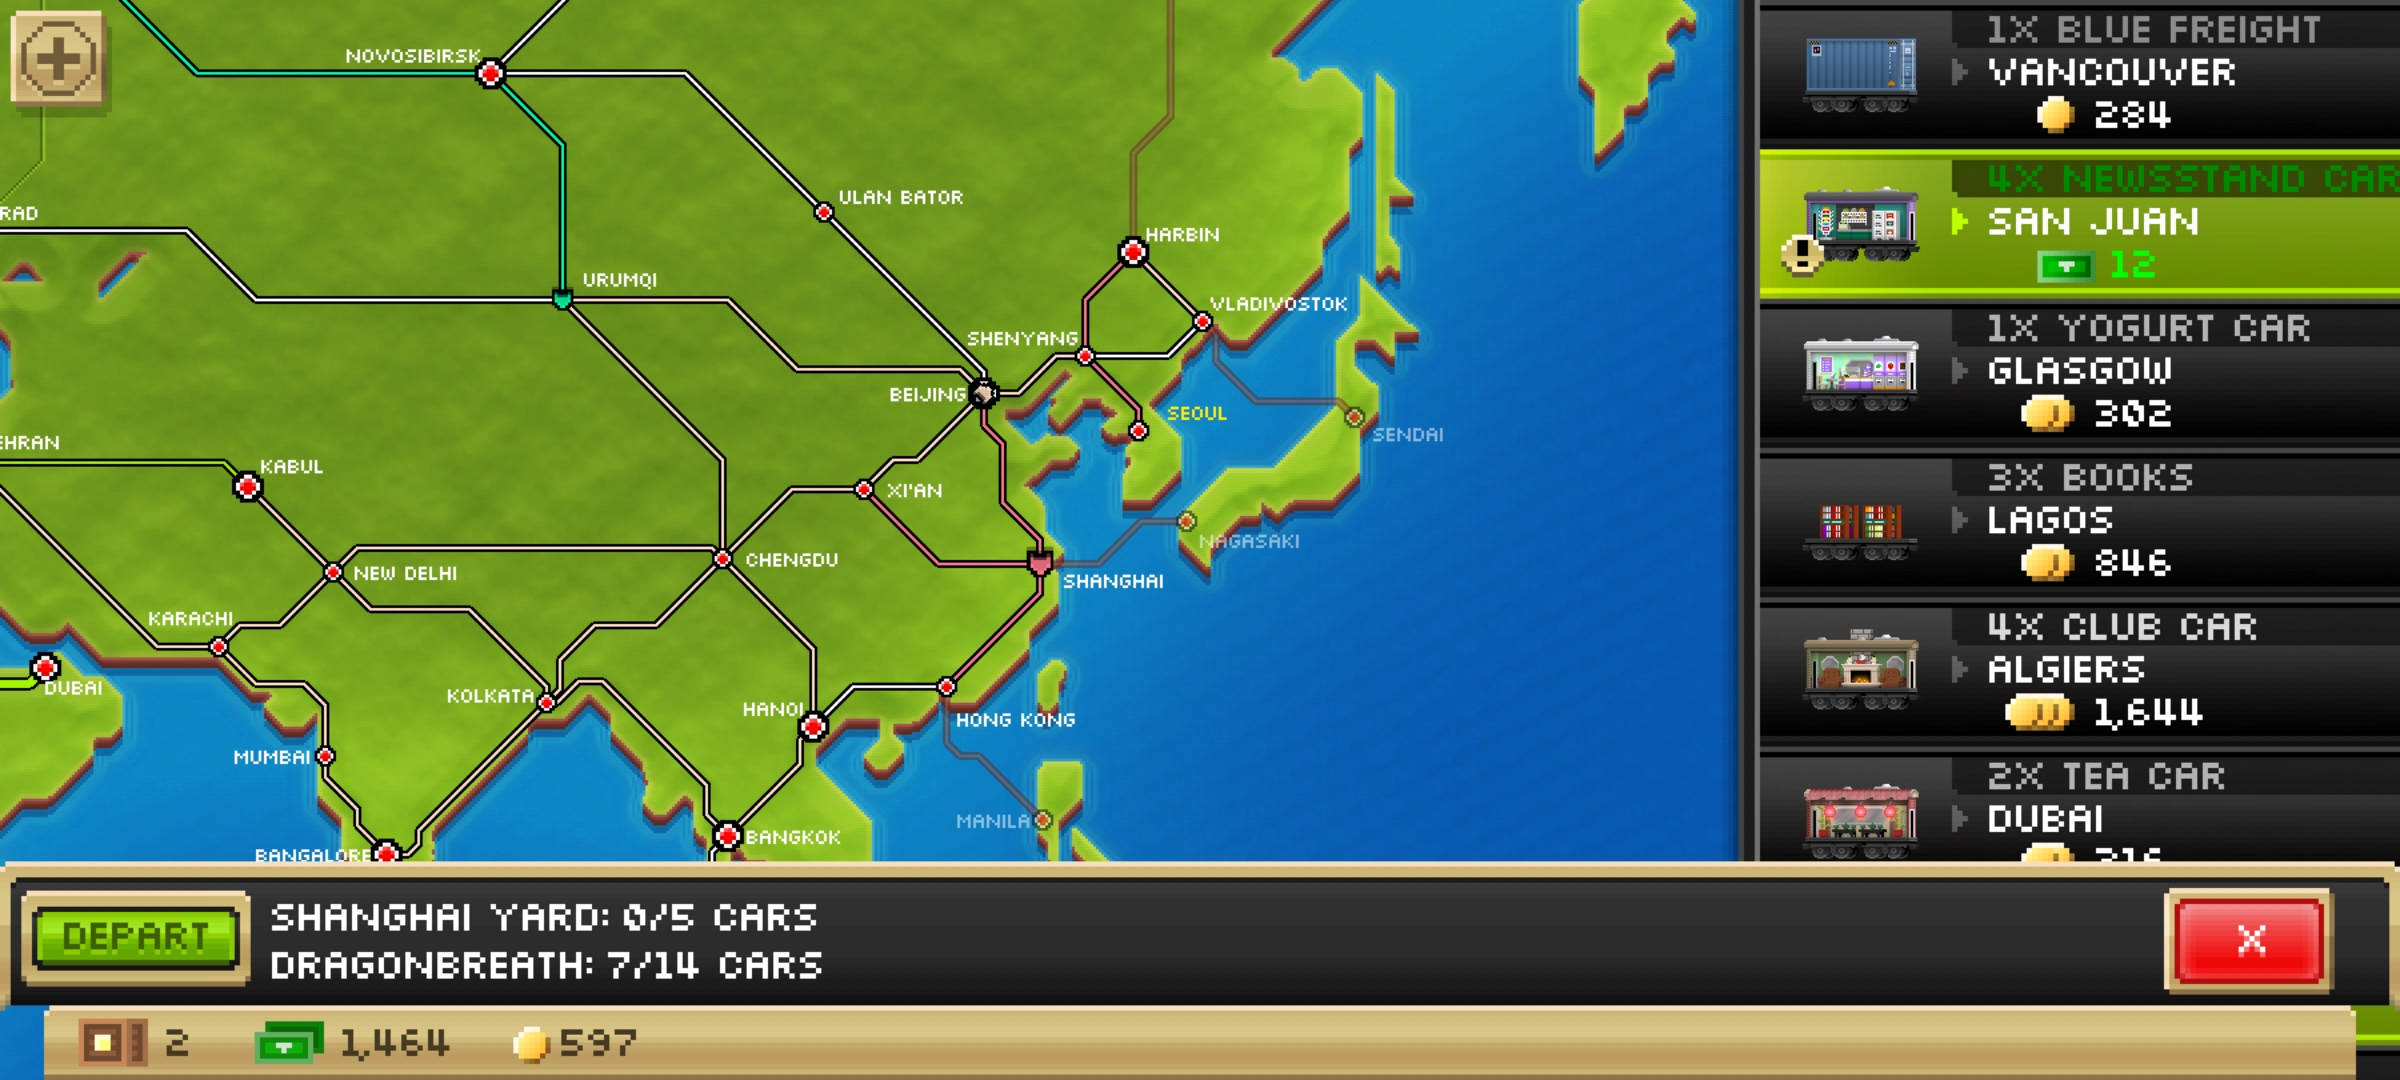 NOVOSIBIRSK
ULAN BATOR
RAD
HARBIN
URUMQI
VLADIVOSTOK
SHENYANG
BEIJING
SEOUL
SENDAI
EHRAN
KABUL
XI'AN
NAGASAKI
CHENGDU
NEW DELHI
SHANGHAI
KARACHI
DUBAI
KOLKATA
HANOI
HONG KONG
MUMBAI
MANILA
BANGKOK
BANGALORE
1X BLUE FREIGHT
VANCOUVER
284
4X NEWSSTAND CAR
SAN JUAN
12
1X YOGURT CAR
GLASGOW
302
3X BOOKS
LAGOS
846
4X CLUB CAR
ALGIERS
1,644
2X TEA CAR
DUBAI
DEPART
SHANGHAI YARD: 0/5 CARS
DRAGONBREATH: 7/14 CARS
X
2
1,464
597